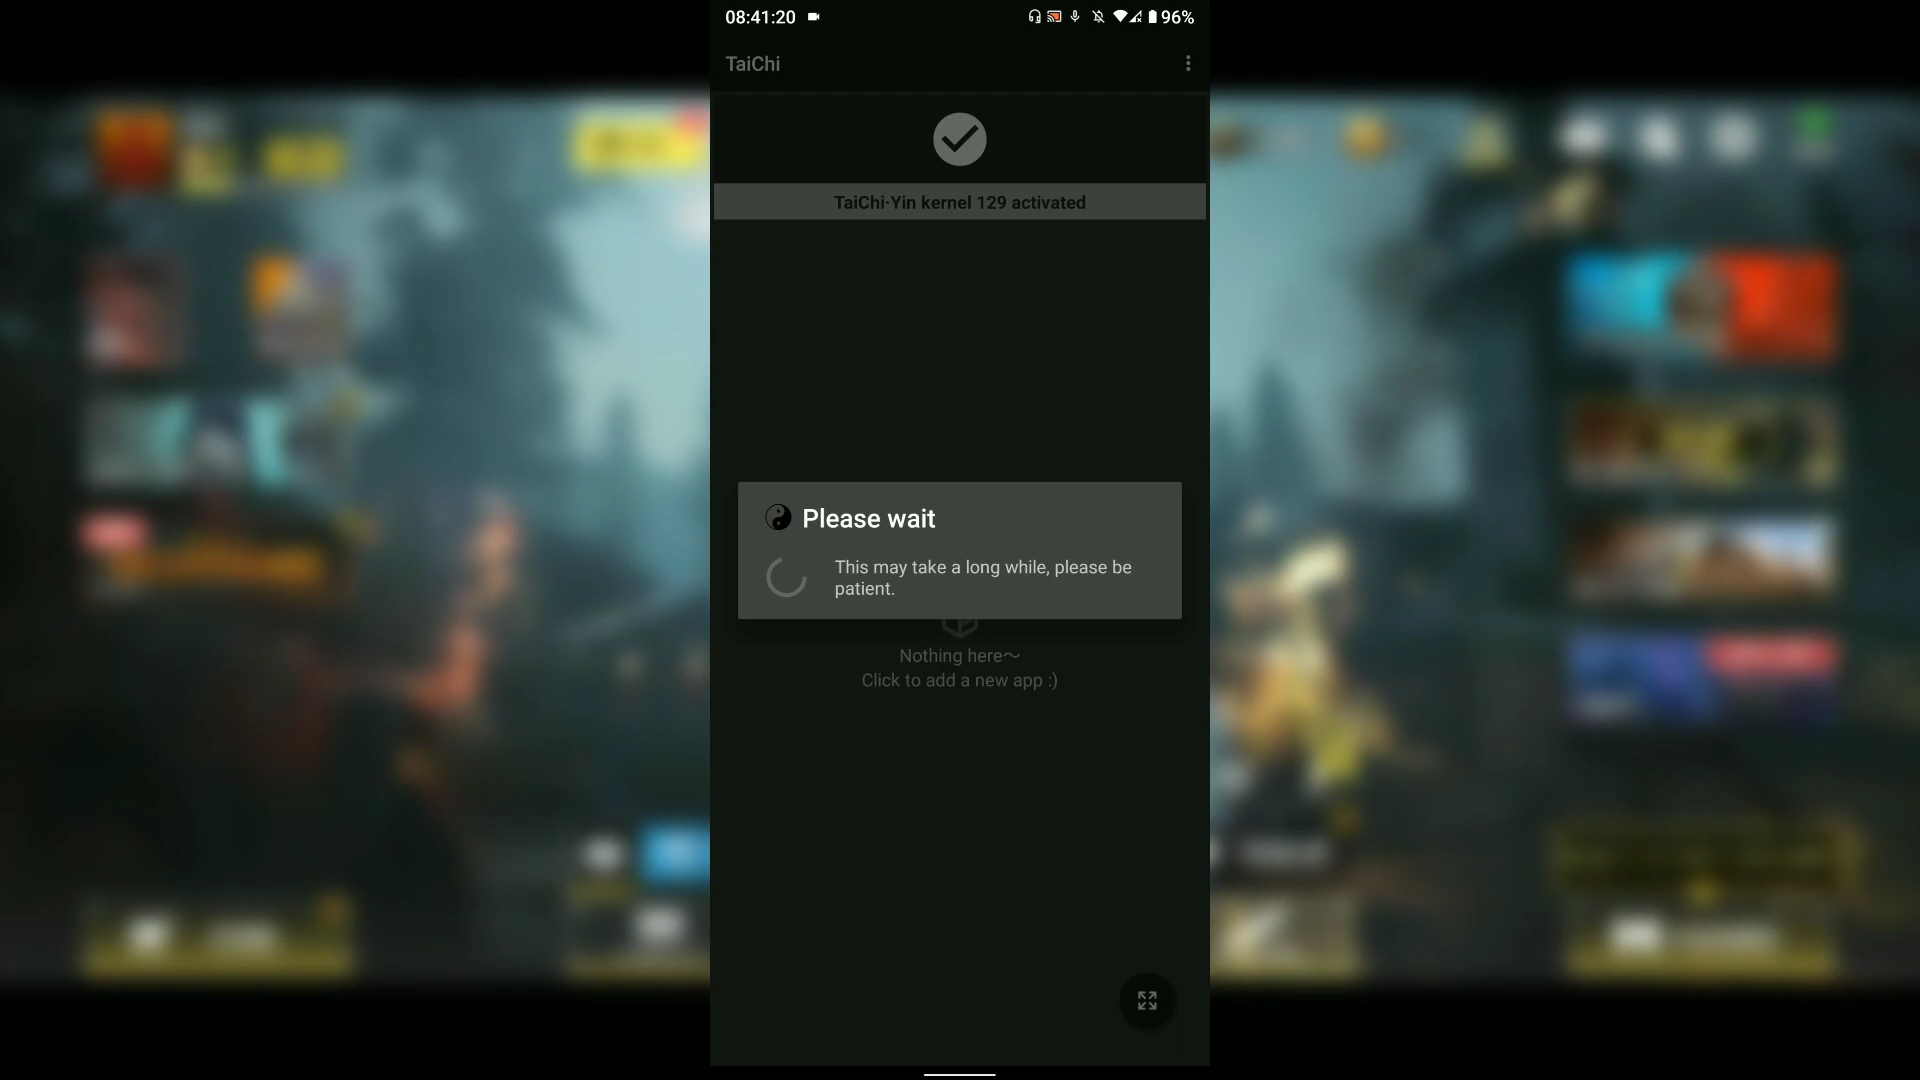 08:41:20
96%
TaiChi
TaiChi·Yin kernel 129 activated
Please wait
This may take a long while, please be
patient.
Nothing here～
Click to add a new app :)